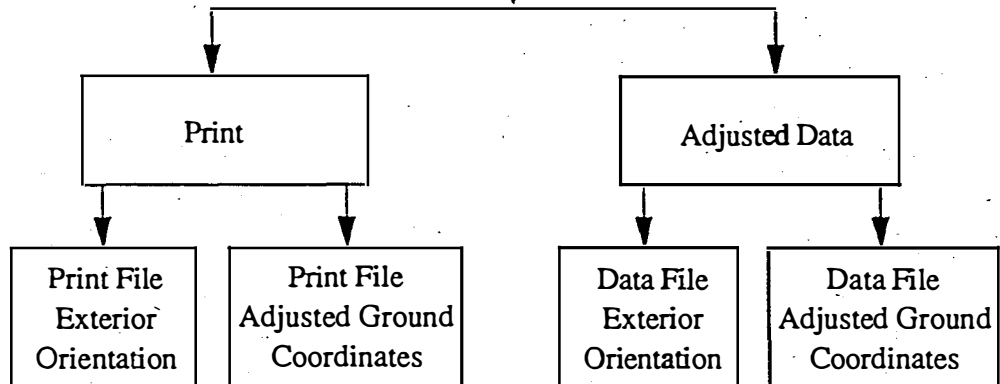 Print
Adjusted Data
Print File
Exterior
Orientation
Print File
Adjusted Ground
Coordinates
Data File
Exterior
Orientation
Data File
Adjusted Ground
Coordinates